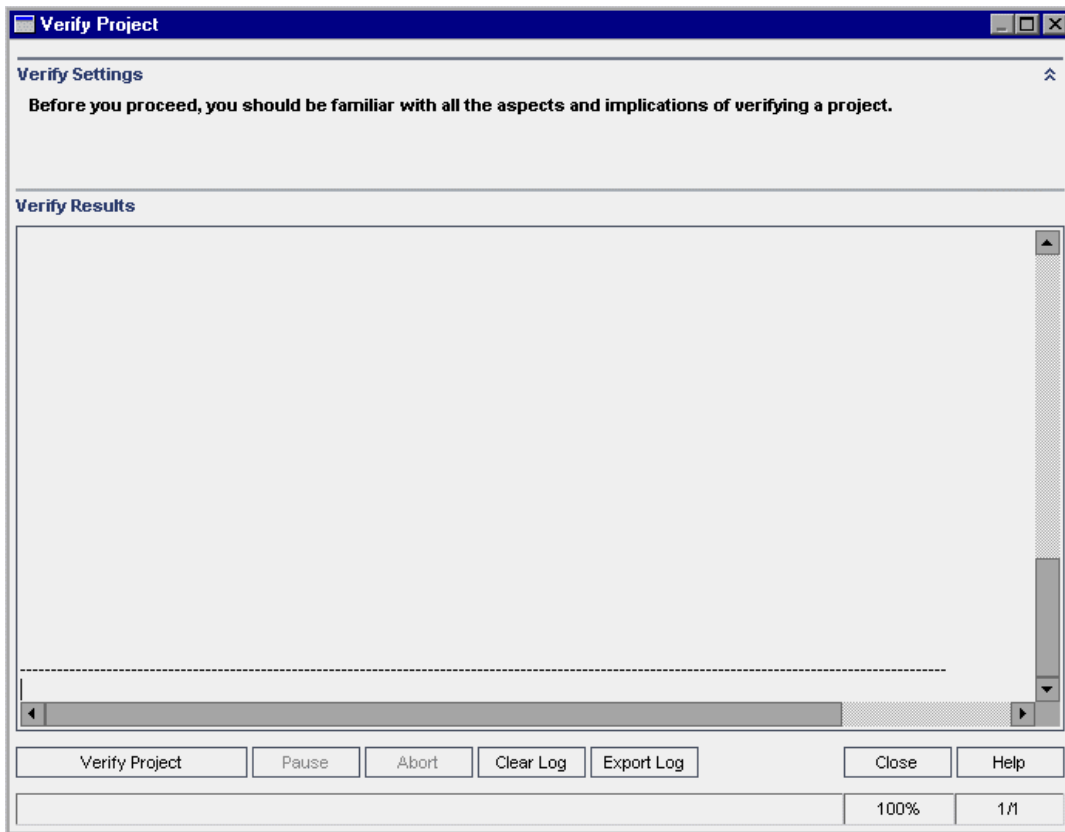 Verify Project
Verify Settings
Before you proceed, you should be familiar with all the aspects and implications of verifying a project.
Verify Results
--------------------------------------------------------------------------------------------------------------------------------------------------------
Verify Project Pause Abort Clear Log Export Log Close Help
100% 1/1